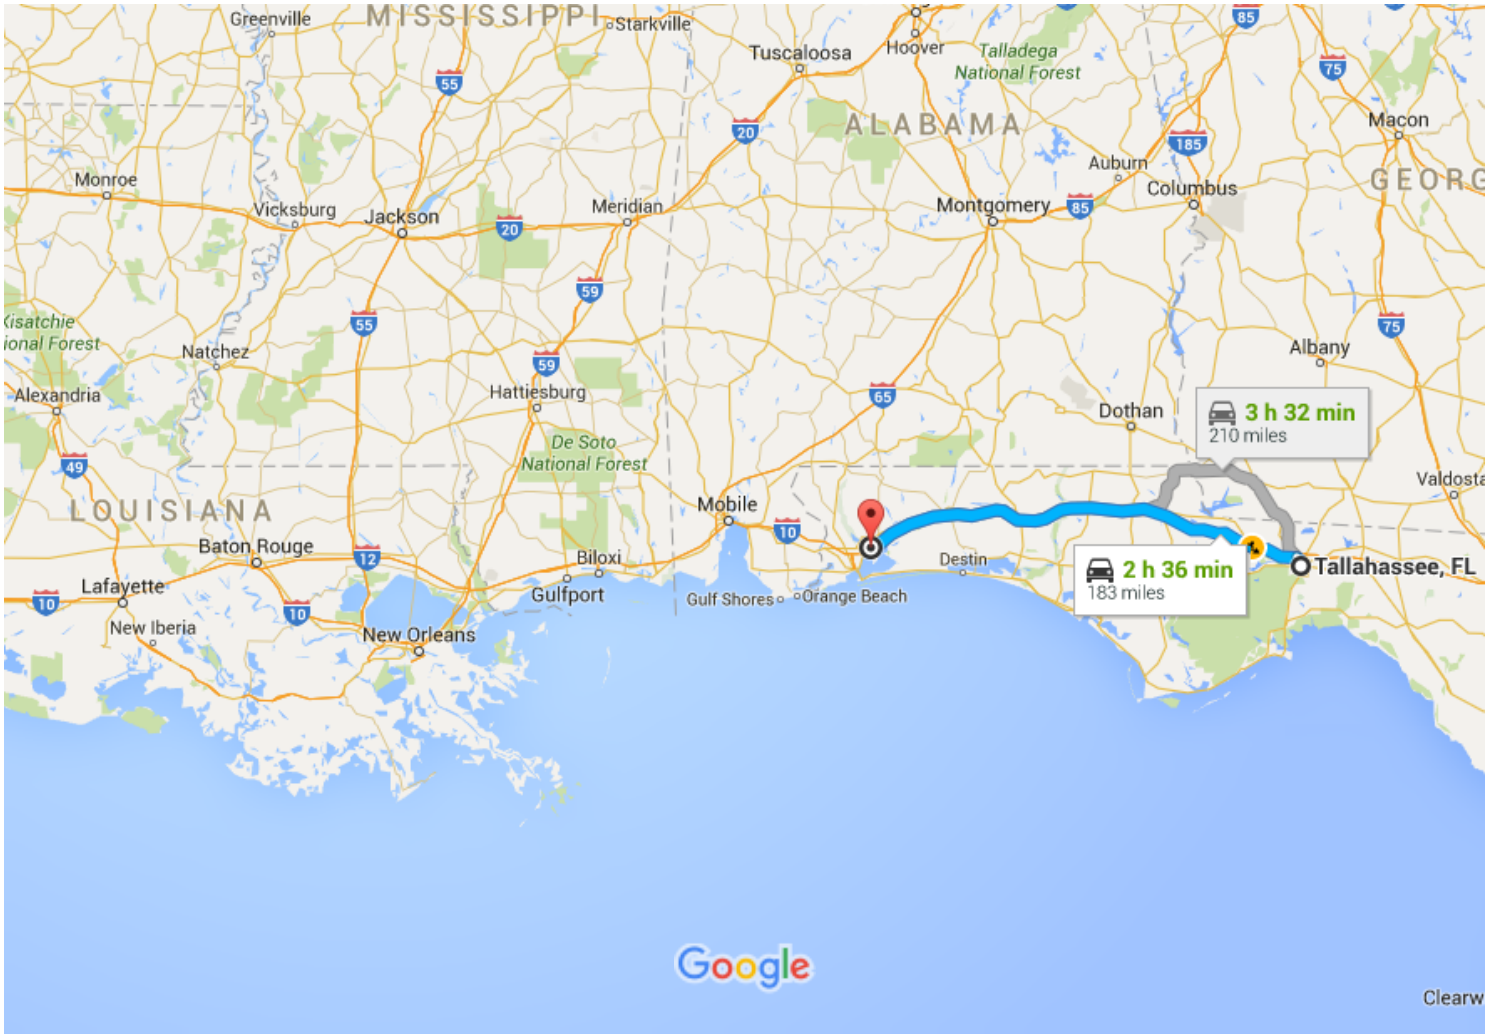 Greenville
MISSISSIPPI
Starkville
Tuscaloosa
Hoover
Talladega
National Forest
85
75
55
20
ALABAMA
185
Macon
Auburn
Columbus
GEORG
Monroe
Vicksburg
Jackson
20
Meridian
Montgomery
85
59
55
75
Kisatchie
ional Forest
Natchez
Albany
59
Hattiesburg
65
Alexandria
Dothan
3 h 32 min
210 miles
De Soto
National Forest
49
Valdosta
LOUISIANA
Mobile
10
Baton Rouge
12
Biloxi
Destin
Tallahassee, FL
2 h 36 min
183 miles
Lafayette
10
10
Gulfport
Gulf Shores
Orange Beach
New Iberia
New Orleans
Google
Clearw